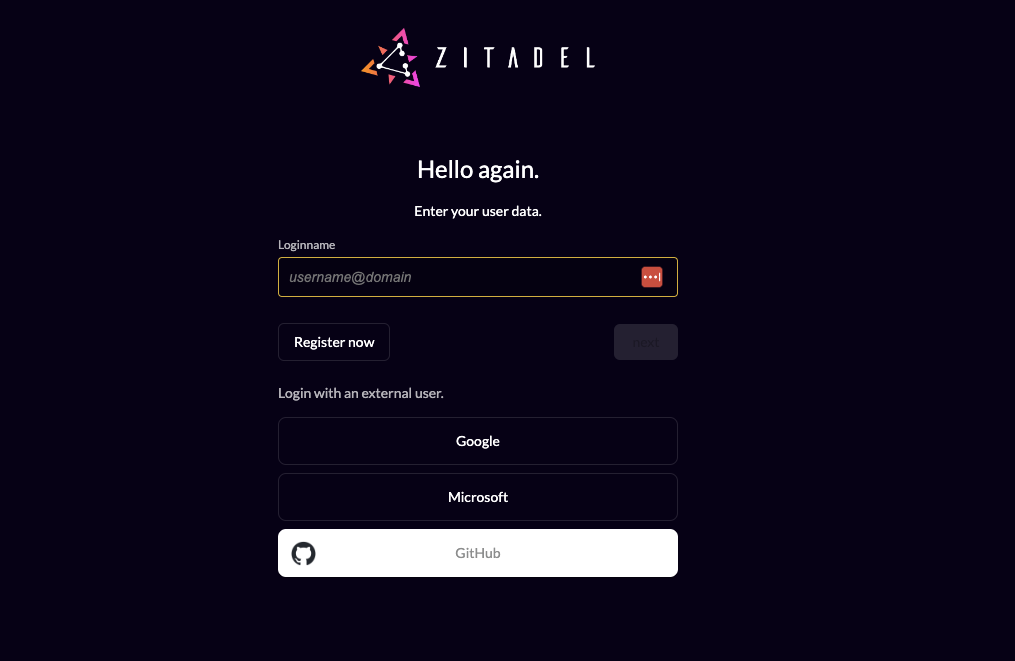 ZITADEL
Hello again.
Enter your user data.
Loginname
username@domain
Register now
next
Login with an external user.
Google
Microsoft
GitHub